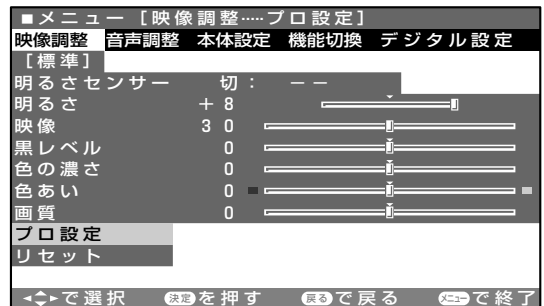 ■メニュー [映像調整……プロ設定]
映像調整 音声調整 本体設定 機能切換 デジタル設定
[標準]
明るさセンサー 切: －－
明るさ ＋8
映像 30
黒レベル 0
色の濃さ 0
色あい 0
画質 0
プロ設定
リセット
で選択 決定を押す 戻るで戻る メニューで終了